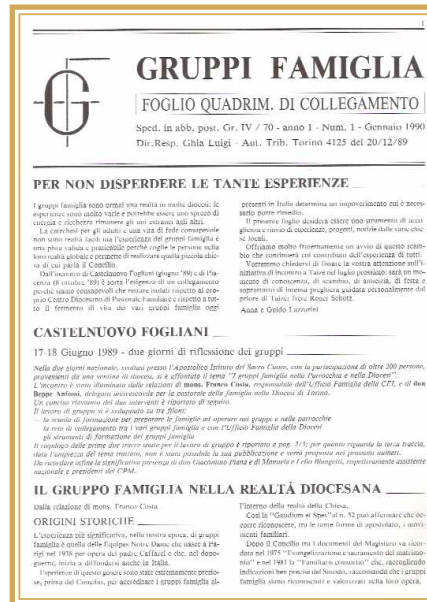 1
GRUPPI FAMIGLIA
FOGLIO QUADRIM. DI COLLEGAMENTO
Sped. in abb. post. Gr. IV / 70 - anno 1 - Num. 1 - Gennaio 1990
Dir. Resp. Ghia Luigi - Aut. Trib. Torino 4125 del 20/12/89
PER NON DISPERDERE LE TANTE ESPERIENZE
I gruppi famiglia sono ormai una realtà in molte diocesi: le
esperienze sono molto varie e potrebbe essere uno spreco di
energia e ricchezza rimanere gli uni estranei agli altri.
La catechesi per gli adulti e una vita di fede consapevole
non sono realtà facili ma l'esperienza del gruppo famiglia è
una pista valida e praticabile perché coglie le persone nella
loro realtà globale e permette di realizzare quella piccola chie-
sa di cui parla il Concilio.
Dall'incontro di Castelnuovo Fogliani (giugno '89) e di Pia-
cenza (8 ottobre '89) è sorta l'esigenza di un collegamento
perché siamo consapevoli che restare isolati rispetto al pro-
prio Centro Diocesano di Pastorale Familiare e rispetto a tut-
to il fermento di vita dei vari gruppi famiglia oggi
presenti in Italia determina un impoverimento cui è neces-
sario porre rimedio.
Il presente foglio desidera essere uno strumento di acco-
glienza e rinvio di esperienze, progetti, notizie dalle varie chie-
se locali.
Offriamo molto fraternamente un avvio di questo scam-
bio che continuerà col contributo dell'esperienza di tutti.
Vorremmo chiedervi di fissare la vostra attenzione sull'i-
niziativa di incontro a Taizé nel luglio prossimo: sarà un mo-
mento di conoscenza, di scambio, di amicizia, di festa e
soprattutto di intensa preghiera guidata personalmente dal
priore di Taizé: frère Roger Schutz.
Anna e Guido Lazzarini
CASTELNUOVO FOGLIANI
17-18 Giugno 1989 - due giorni di riflessione dei gruppi
Nella due giorni nazionale, svoltasi presso l'Apostolico Istituto del Sacro Cuore, con la partecipazione di oltre 200 persone,
provenienti da una ventina di diocesi, si è affrontato il tema "I gruppi famiglia nella Parrocchia e nella Diocesi".
L'incontro è stato illuminato dalle relazioni di mons. Franco Costa, responsabile dell'Ufficio Famiglia della CEI, e di don
Beppe Anfossi, delegato arcivescovile per la pastorale della famiglia nella Diocesi di Torino.
Un conciso riassunto dei due interventi è riportato di seguito.
Il lavoro di gruppo si è sviluppato su tre filoni:
— la scuola di formazione per preparare le famiglie ad operare nei gruppi e nelle parrocchie
— la rete di collegamento tra i vari gruppi famiglia e con l'Ufficio Famiglia della Diocesi
gli strumenti di formazione dei gruppi famiglia
Il riepilogo delle prime due tracce usate per il lavoro di gruppo è riportato a pag. 2/3; per quanto riguarda la terza traccia,
data l'ampiezza del tema trattato, non è stata possibile la sua pubblicazione e verrà proposta nei prossimi numeri.
Da ricordare infine la significativa presenza di don Giacomino Piana e di Manuela e Lelio Blangetti, rispettivamente assistente
nazionale e presidenti del CPM.
IL GRUPPO FAMIGLIA NELLA REALTÀ DIOCESANA
Dalla relazione di mons. Franco Costa
ORIGINI STORICHE
L'esperienza più significativa, nella nostra epoca, di gruppi
famiglia è quella delle Equipes Notre Dame che nasce a Pa-
rigi nel 1938 per opera del padre Caffarel e che, nel dopo-
guerra, inizia a diffondersi anche in Italia.
Esperienze di questo genere sono state estremamente prezio-
se, prima del Concilio, per accreditare i gruppi famiglia al-
l'interno della realtà della Chiesa.
Così la "Gaudium et Spes" al n. 52 può affermare che oc-
corre riconoscere, tra le tante forme di apostolato, i movi-
menti familiari.
Dopo il Concilio tra i documenti del Magistero va ricor-
data nel 1975 "Evangelizzazione e sacramento del matrimo-
nio" e nel 1981 la "Familiaris consortio" che, raccogliendo
indicazioni ben precise del Sinodo, raccomanda che i gruppi
famiglia siano riconosciuti e valorizzati nella loro opera.